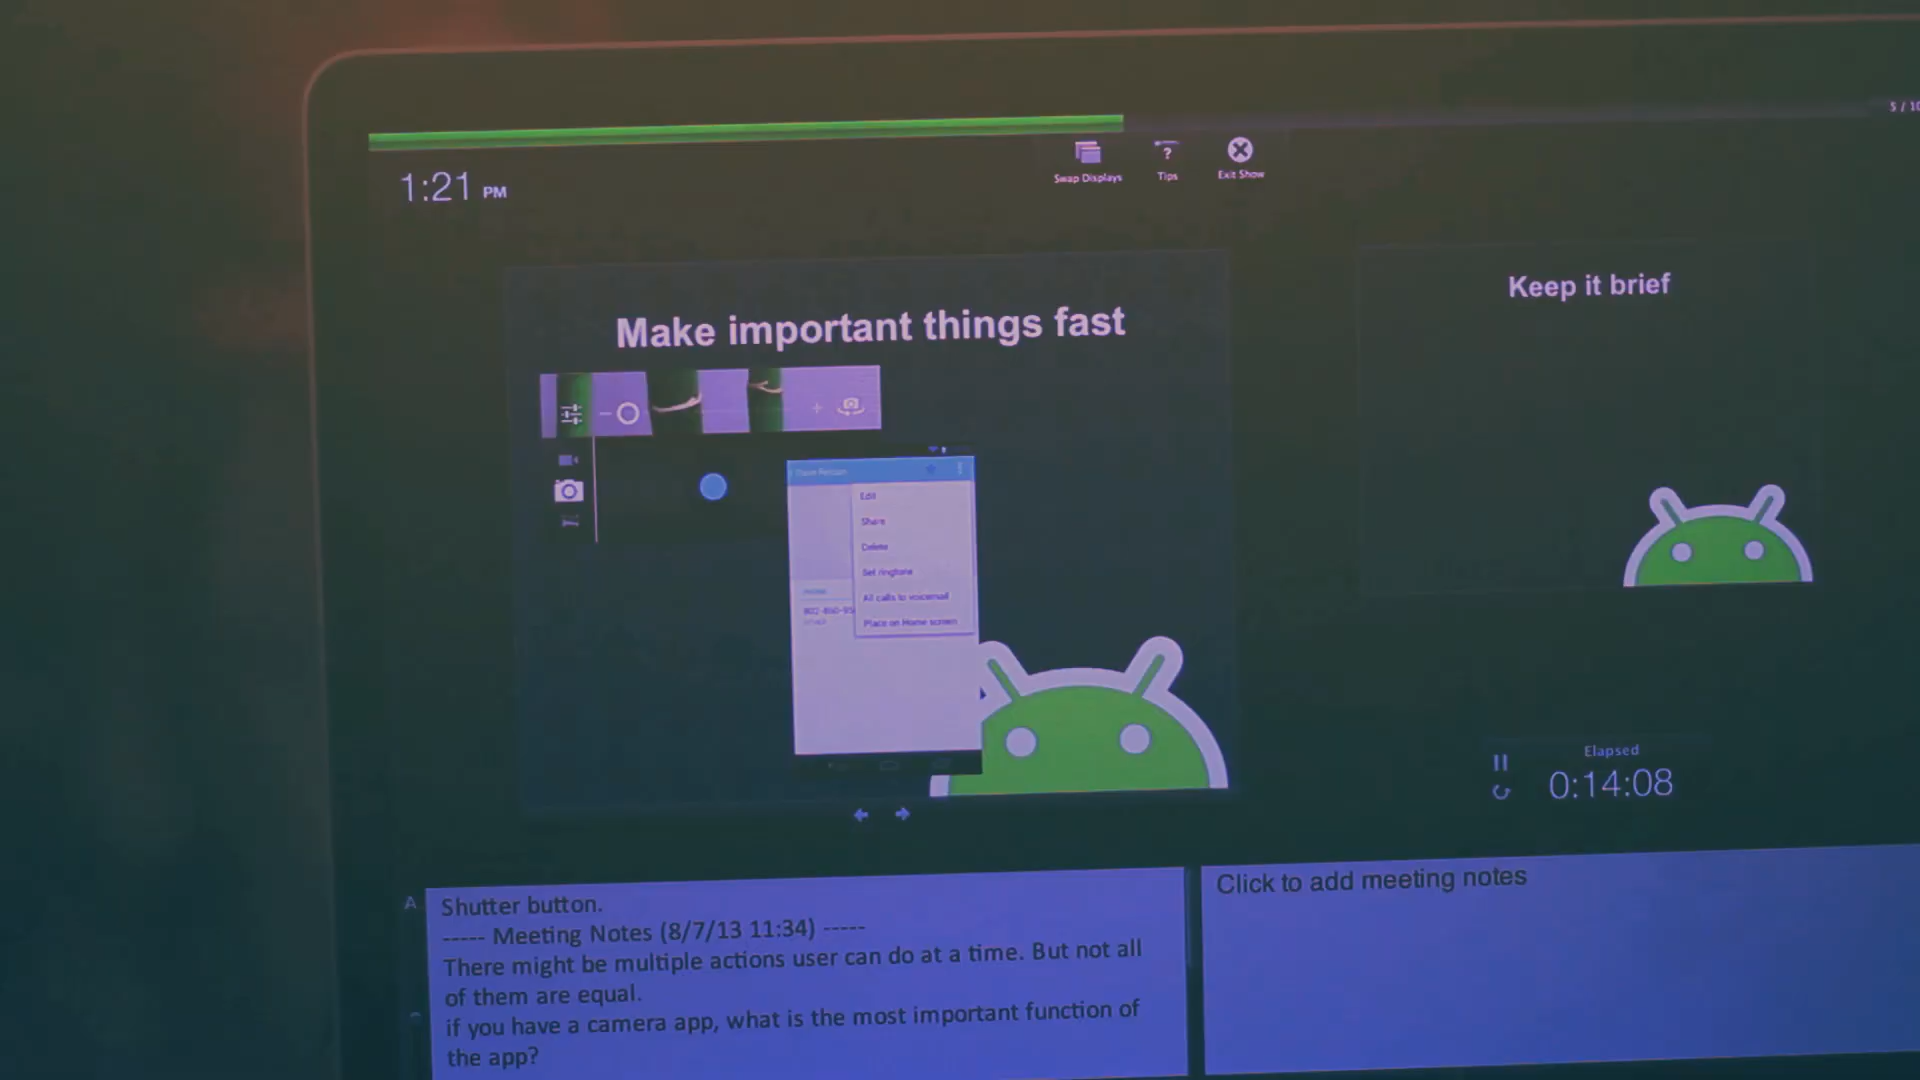 5 / 10
1:21 PM
Swap Displays
Tips
Exit Show
Make important things fast
Keep it brief
Edit
Share
Delete
Set ringtone
All calls to voicemail
Place on Home screen
802-860-95
Elapsed
0:14:08
A
Shutter button.
----- Meeting Notes (8/7/13 11:34) -----
There might be multiple actions user can do at a time. But not all
of them are equal.
if you have a camera app, what is the most important function of
the app?
Click to add meeting notes